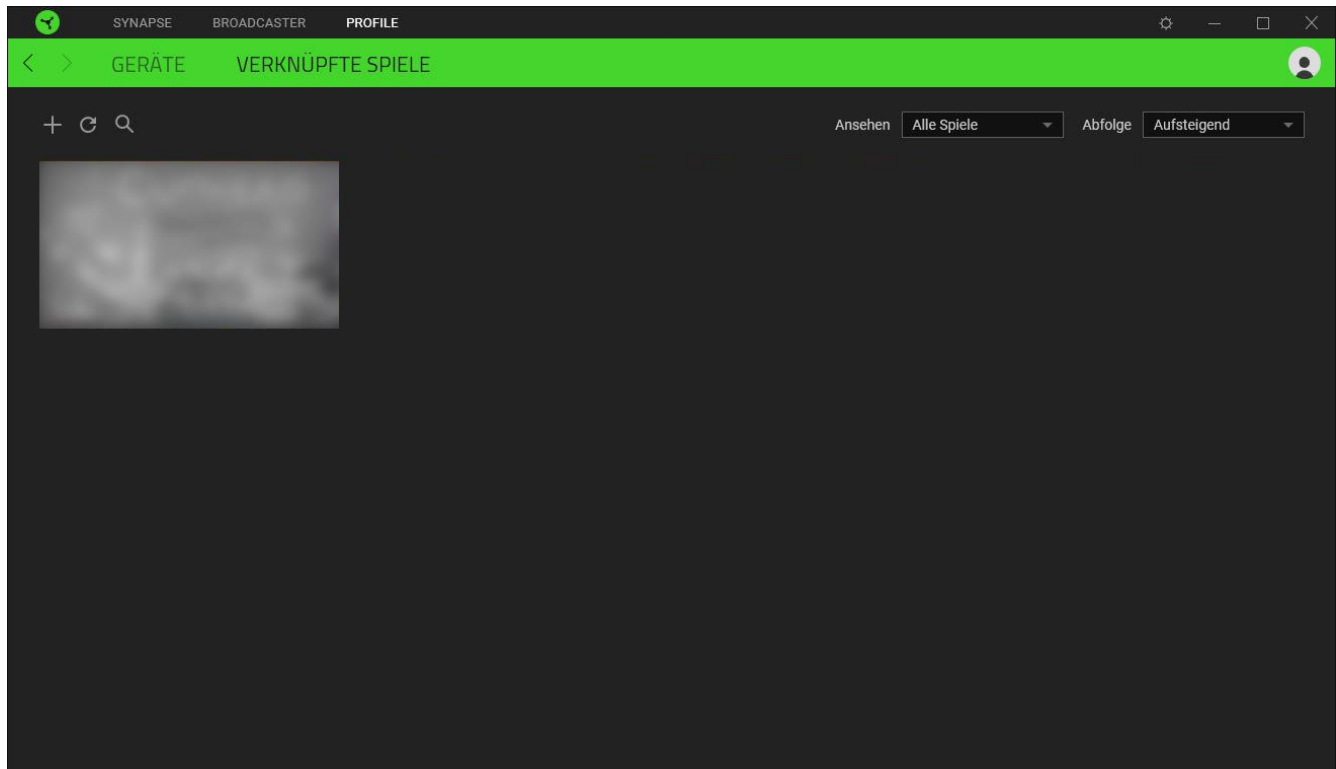 SYNAPSE BROADCASTER PROFILE
GERÄTE VERKNÜPFTE SPIELE
Ansehen Alle Spiele Abfolge Aufsteigend